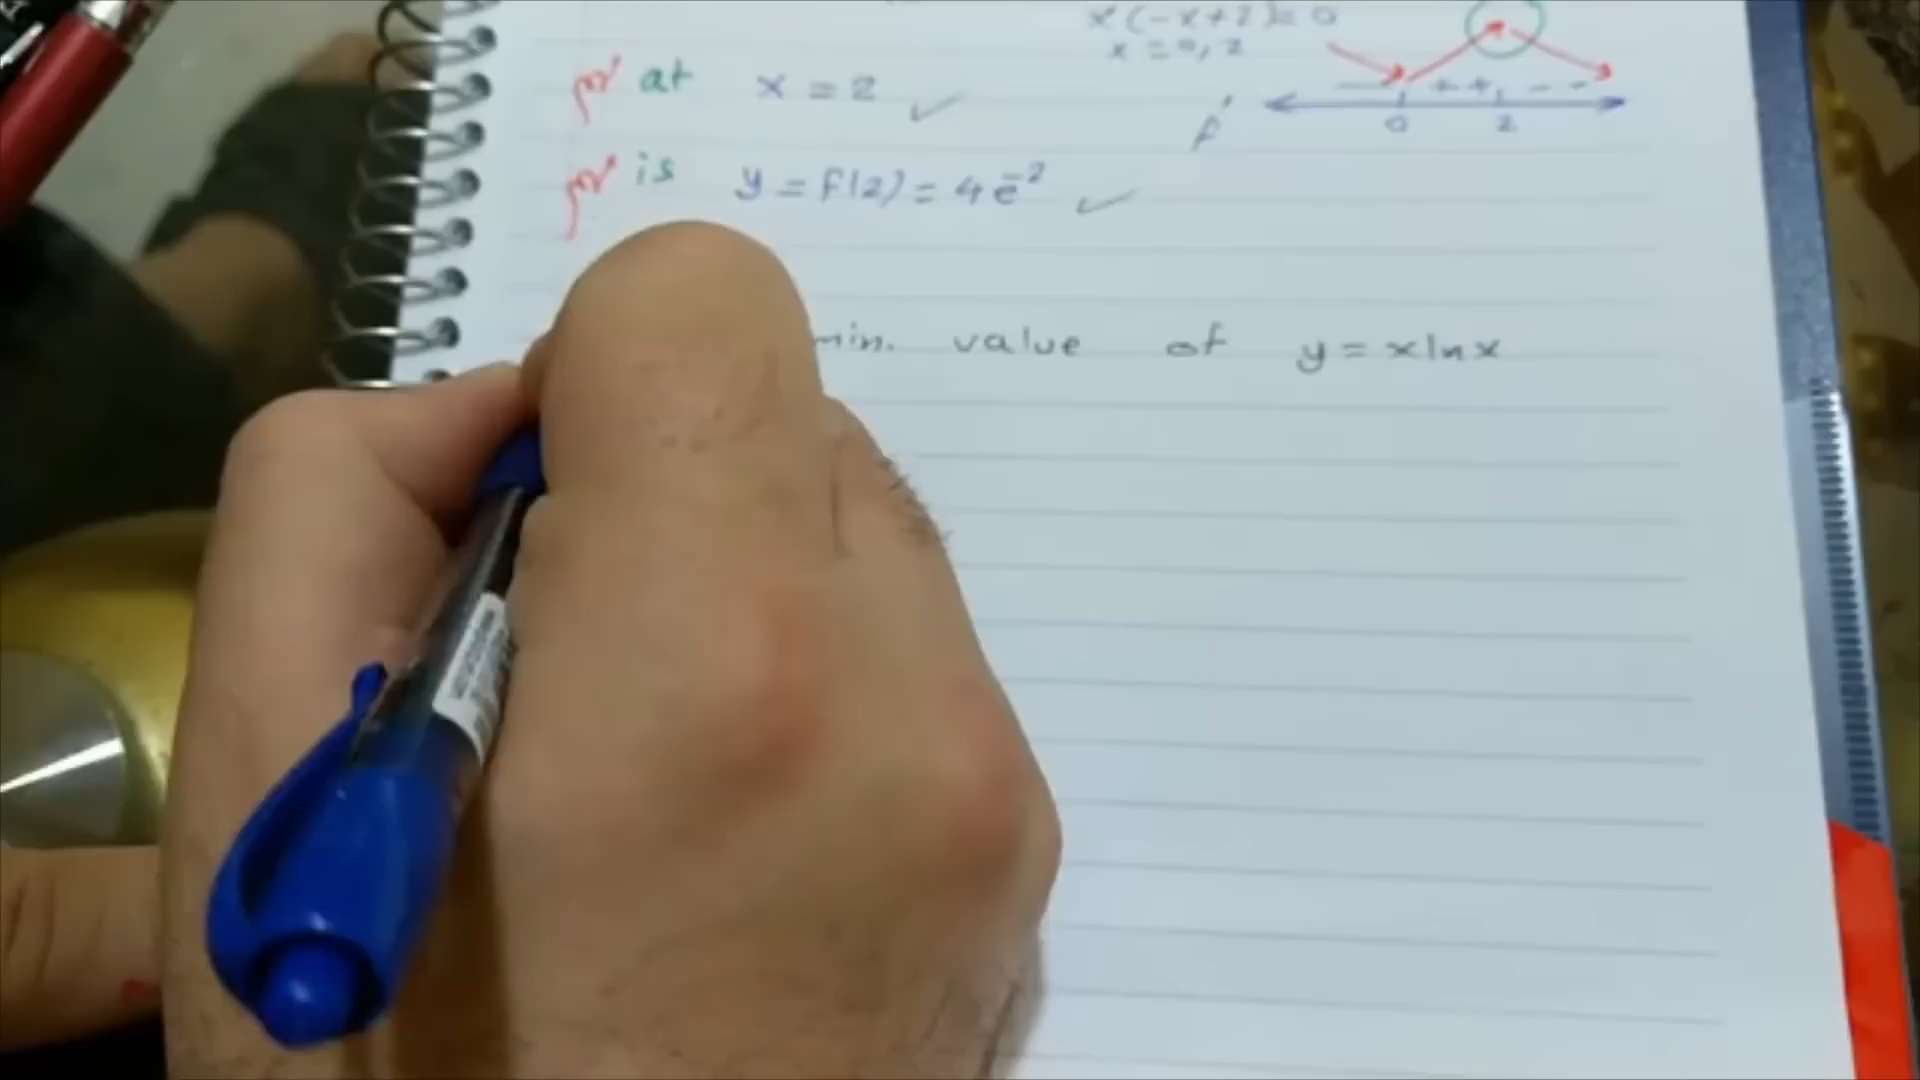 x(-x+2)=0
x=0,2
at x = 2 ✓
— ++ - -
f'
0 2
is y = f(2) = 4e⁻² ✓
min. value of y = xlnx